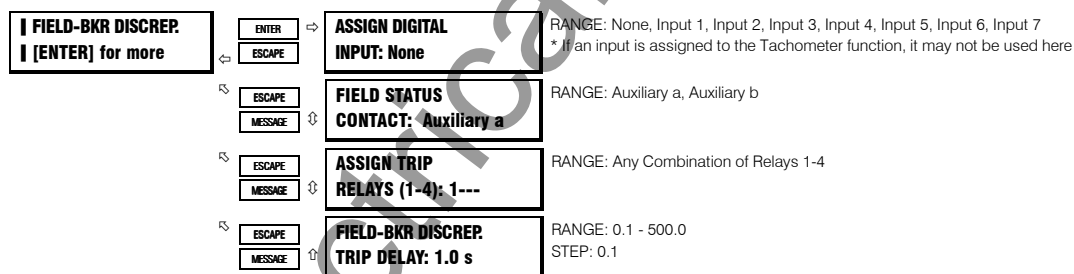 FIELD-BKR DISCREP.
[ENTER] for more
ENTER
ESCAPE
ASSIGN DIGITAL
INPUT: None
RANGE: None, Input 1, Input 2, Input 3, Input 4, Input 5, Input 6, Input 7
* If an input is assigned to the Tachometer function, it may not be used here
ESCAPE
MESSAGE
FIELD STATUS
CONTACT: Auxiliary a
RANGE: Auxiliary a, Auxiliary b
ESCAPE
MESSAGE
ASSIGN TRIP
RELAYS (1-4): 1---
RANGE: Any Combination of Relays 1-4
ESCAPE
MESSAGE
FIELD-BKR DISCREP.
TRIP DELAY: 1.0 s
RANGE: 0.1 - 500.0
STEP: 0.1